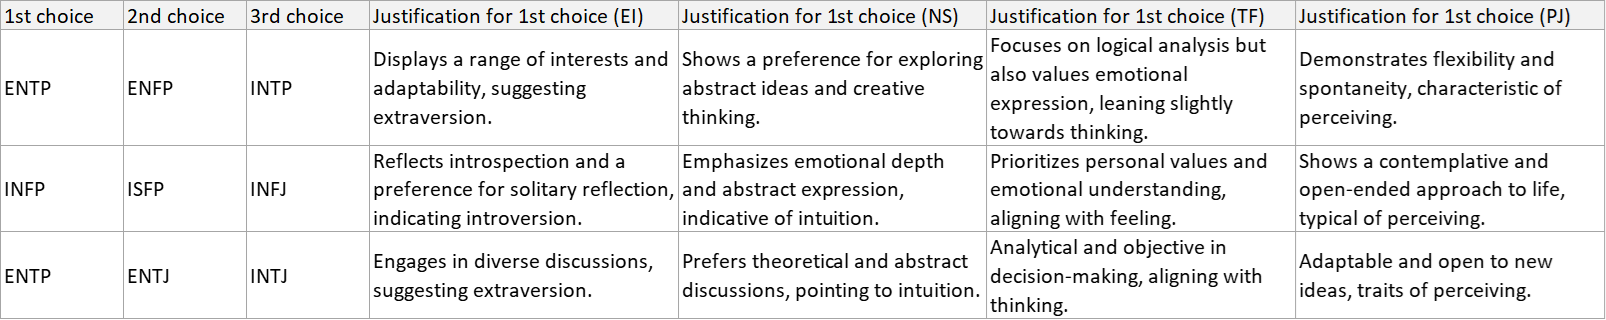 1st choice 2nd choice 3rd choice Justification for 1st choice (EI) Justification for 1st choice (NS) Justification for 1st choice (TF) Justification for 1st choice (PJ)
ENTP
ENFP
INTP
Displays a range of interests and
adaptability, suggesting
extraversion.
Shows a preference for exploring
abstract ideas and creative
thinking.
Focuses on logical analysis but
also values emotional
expression, leaning slightly
towards thinking.
Demonstrates flexibility and
spontaneity, characteristic of
perceiving.
INFP
ISFP
INFJ
Reflects introspection and a
preference for solitary reflection,
indicating introversion.
Emphasizes emotional depth
and abstract expression,
indicative of intuition.
Prioritizes personal values and
emotional understanding,
aligning with feeling.
Shows a contemplative and
open-ended approach to life,
typical of perceiving.
ENTP
ENTJ
INTJ
Engages in diverse discussions,
suggesting extraversion.
Prefers theoretical and abstract
discussions, pointing to intuition.
Analytical and objective in
decision-making, aligning with
thinking.
Adaptable and open to new
ideas, traits of perceiving.